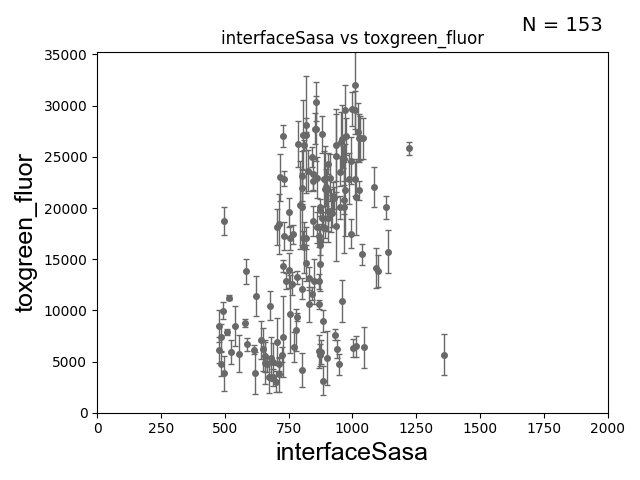 N = 153
interfaceSasa vs toxgreen_fluor
35000
30000
25000
20000
15000
10000
5000
0
toxgreen_fluor
0 250 500 750 1000 1250 1500 1750 2000
interfaceSasa